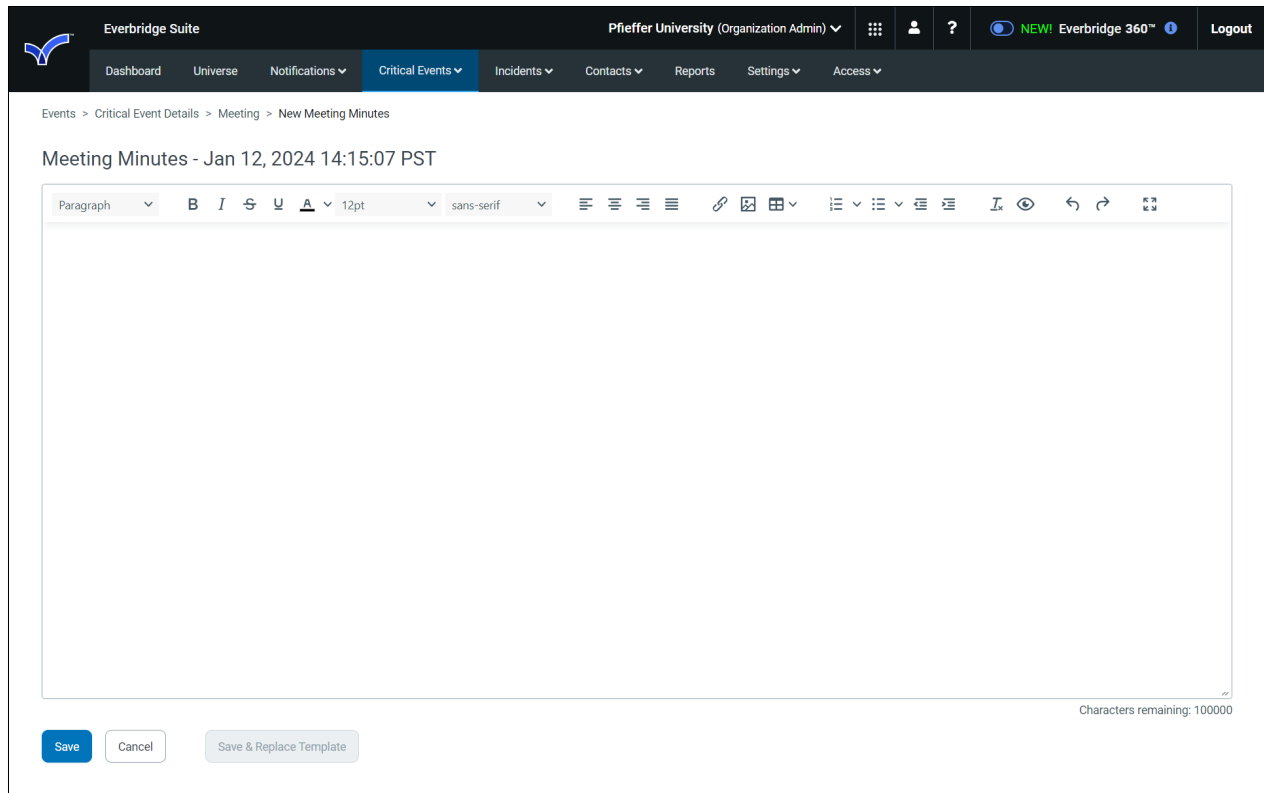 Everbridge Suite
Pfieffer University (Organization Admin)
?
NEW! Everbridge 360™
Logout
Dashboard Universe Notifications Critical Events Incidents Contacts Reports Settings Access
Events > Critical Event Details > Meeting > New Meeting Minutes
Meeting Minutes - Jan 12, 2024 14:15:07 PST
Paragraph B I S U A 12pt sans-serif
Characters remaining: 100000
Save Cancel Save & Replace Template